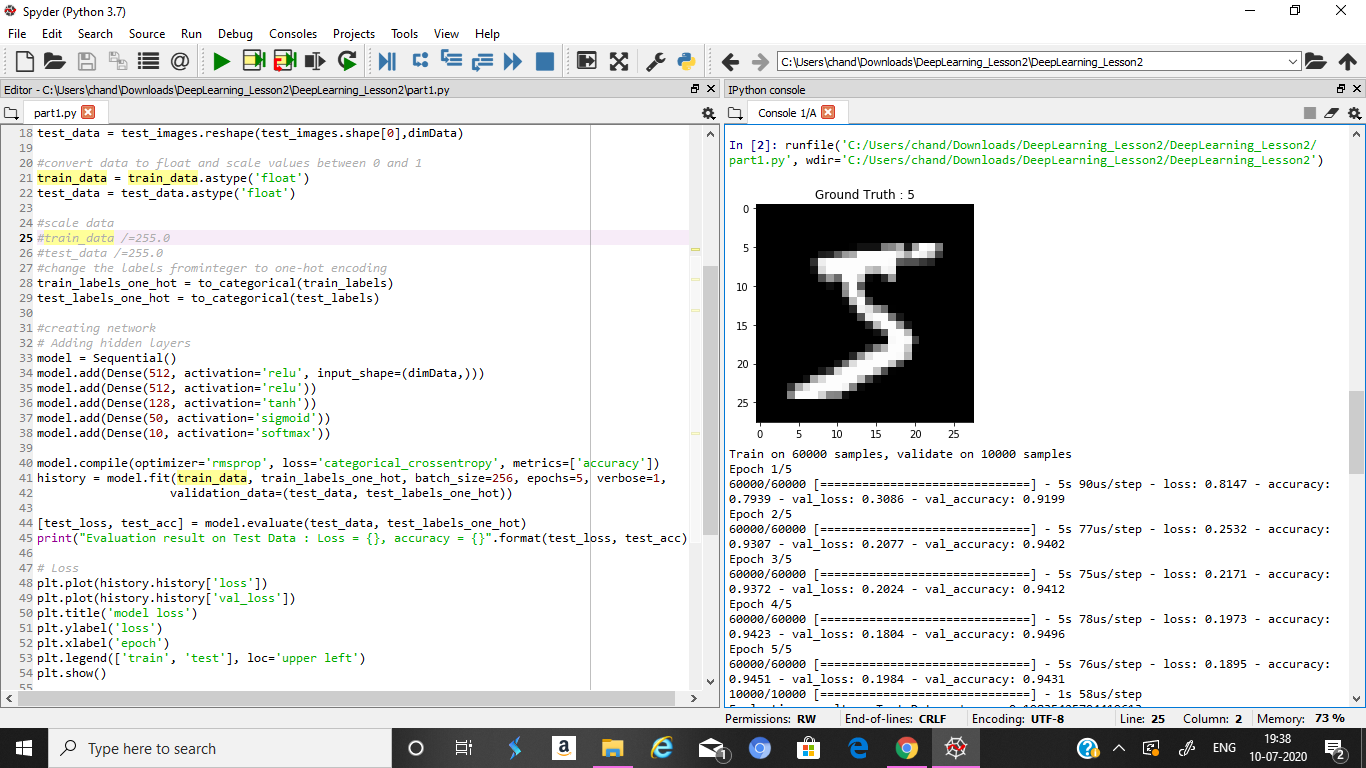 Spyder (Python 3.7)
File Edit Search Source Run Debug Consoles Projects Tools View Help
C:\Users\chand\Downloads\DeepLearning_Lesson2\DeepLearning_Lesson2
Editor - C:\Users\chand\Downloads\DeepLearning_Lesson2\DeepLearning_Lesson2\part1.py
part1.py
18 test_data = test_images.reshape(test_images.shape[0],dimData)
19
20 #convert data to float and scale values between 0 and 1
21 train_data = train_data.astype('float')
22 test_data = test_data.astype('float')
23
24 #scale data
25 #train_data /=255.0
26 #test_data /=255.0
27 #change the labels frominteger to one-hot encoding
28 train_labels_one_hot = to_categorical(train_labels)
29 test_labels_one_hot = to_categorical(test_labels)
30
31 #creating network
32 # Adding hidden layers
33 model = Sequential()
34 model.add(Dense(512, activation='relu', input_shape=(dimData,)))
35 model.add(Dense(512, activation='relu'))
36 model.add(Dense(128, activation='tanh'))
37 model.add(Dense(50, activation='sigmoid'))
38 model.add(Dense(10, activation='softmax'))
39
40 model.compile(optimizer='rmsprop', loss='categorical_crossentropy', metrics=['accuracy'])
41 history = model.fit(train_data, train_labels_one_hot, batch_size=256, epochs=5, verbose=1,
42 validation_data=(test_data, test_labels_one_hot))
43
44 [test_loss, test_acc] = model.evaluate(test_data, test_labels_one_hot)
45 print("Evaluation result on Test Data : Loss = {}, accuracy = {}".format(test_loss, test_acc)
46
47 # Loss
48 plt.plot(history.history['loss'])
49 plt.plot(history.history['val_loss'])
50 plt.title('model loss')
51 plt.ylabel('loss')
52 plt.xlabel('epoch')
53 plt.legend(['train', 'test'], loc='upper left')
54 plt.show()
55
IPython console
Console 1/A
In [2]: runfile('C:/Users/chand/Downloads/DeepLearning_Lesson2/DeepLearning_Lesson2/
part1.py', wdir='C:/Users/chand/Downloads/DeepLearning_Lesson2/DeepLearning_Lesson2')
Ground Truth : 5
0
5
10
15
20
25
0 5 10 15 20 25
Train on 60000 samples, validate on 10000 samples
Epoch 1/5
60000/60000 [==============================] - 5s 90us/step - loss: 0.8147 - accuracy:
0.7939 - val_loss: 0.3086 - val_accuracy: 0.9199
Epoch 2/5
60000/60000 [==============================] - 5s 77us/step - loss: 0.2532 - accuracy:
0.9307 - val_loss: 0.2077 - val_accuracy: 0.9402
Epoch 3/5
60000/60000 [==============================] - 5s 75us/step - loss: 0.2171 - accuracy:
0.9372 - val_loss: 0.2024 - val_accuracy: 0.9412
Epoch 4/5
60000/60000 [==============================] - 5s 78us/step - loss: 0.1973 - accuracy:
0.9423 - val_loss: 0.1804 - val_accuracy: 0.9496
Epoch 5/5
60000/60000 [==============================] - 5s 76us/step - loss: 0.1895 - accuracy:
0.9451 - val_loss: 0.1984 - val_accuracy: 0.9431
10000/10000 [==============================] - 1s 58us/step
Permissions: RW End-of-lines: CRLF Encoding: UTF-8 Line: 25 Column: 2 Memory: 73 %
Type here to search
1
ENG
19:38
10-07-2020
2